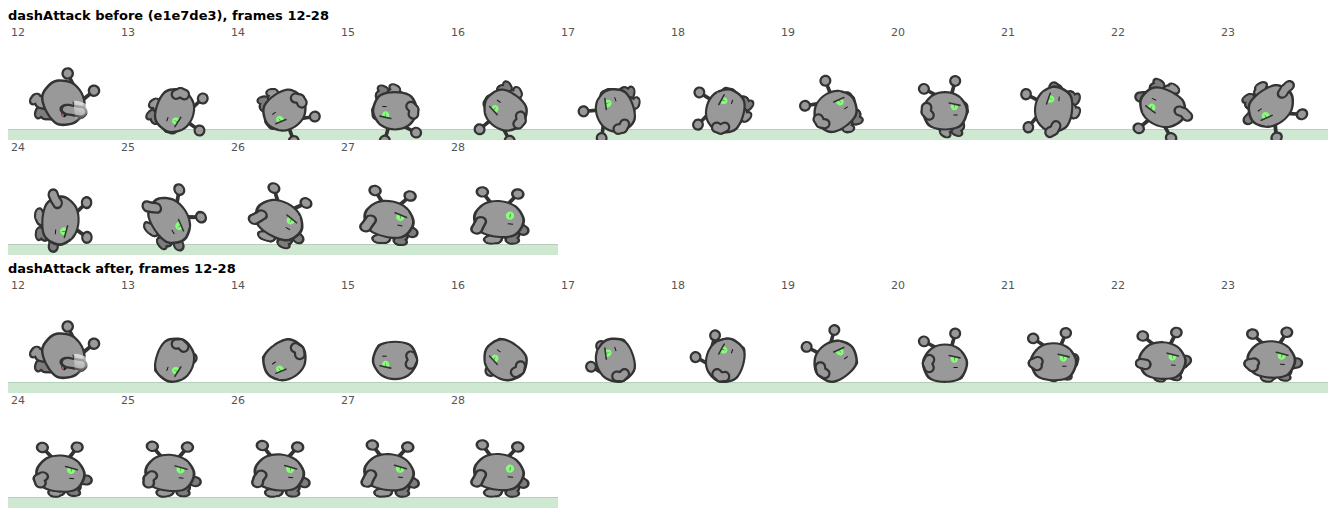 dashAttack before (e1e7de3), frames 12-28
12 13 14 15 16 17 18 19 20 21 22 23
24 25 26 27 28
dashAttack after, frames 12-28
12 13 14 15 16 17 18 19 20 21 22 23
24 25 26 27 28